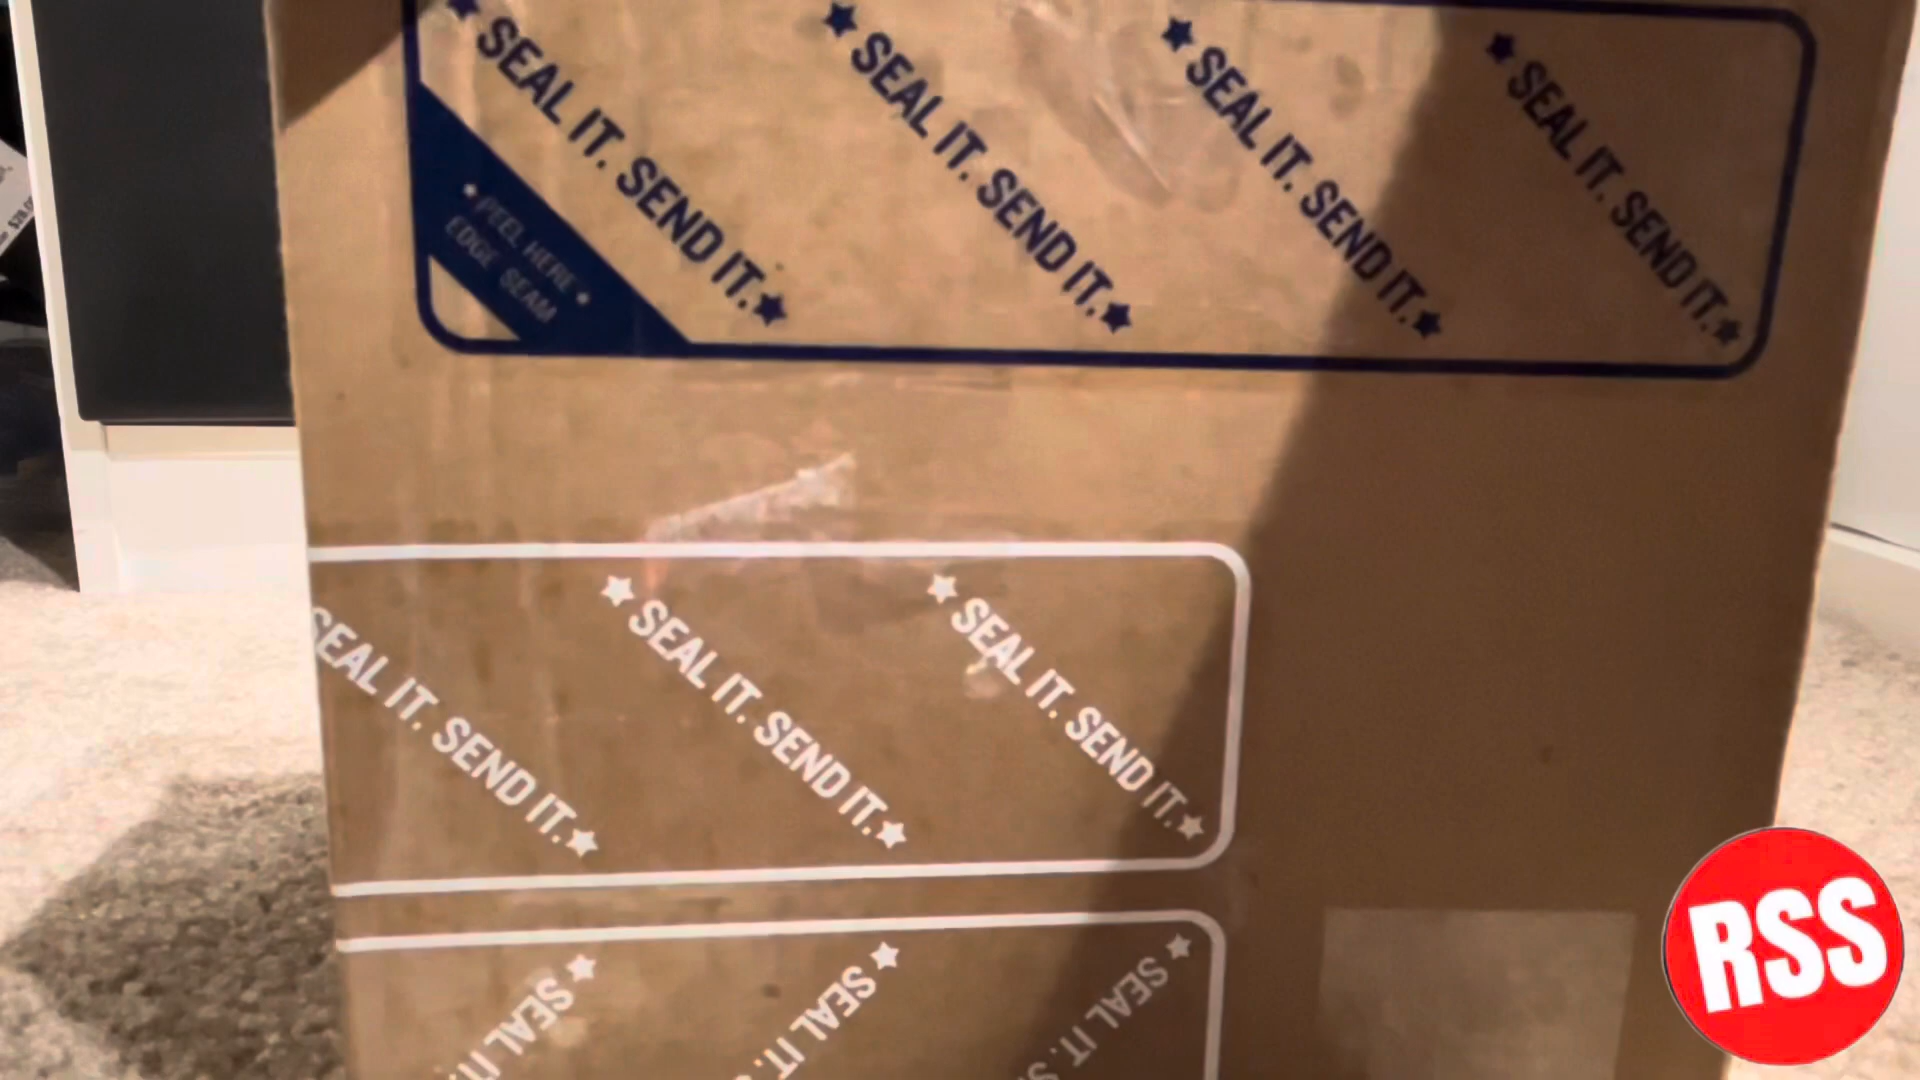 ★SEAL IT. SEND IT.★
★SEAL IT. SEND IT.★
★SEAL IT. SEND IT.★
★SEAL IT. SEND IT.★
★PEEL HERE★
EDGE SEAM
SEAL IT. SEND IT.★
★SEAL IT. SEND IT.★
★SEAL IT. SEND IT.★
★SEAL IT.
★SEAL IT.
★SEAL IT. S
RSS